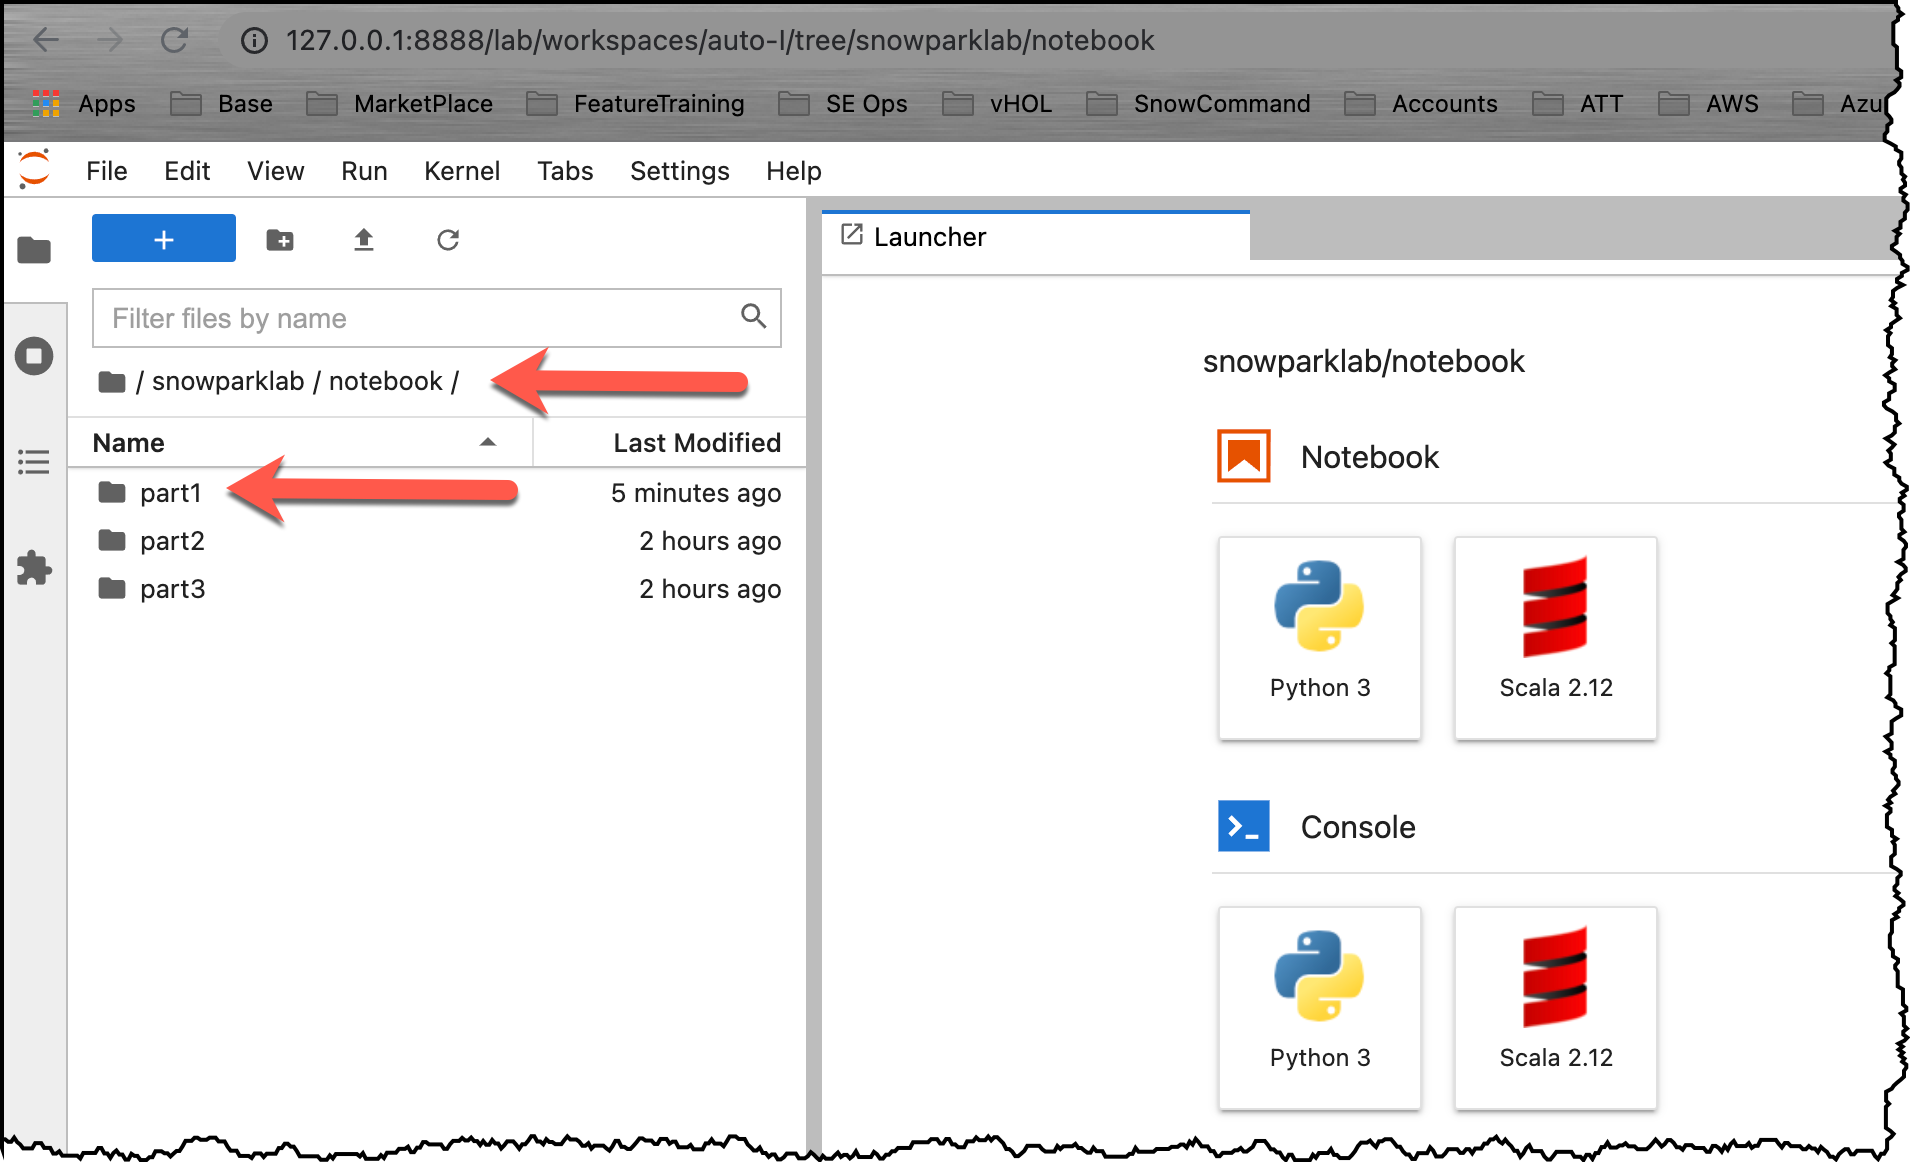 127.0.0.1:8888/lab/workspaces/auto-l/tree/snowparklab/notebook
Apps Base MarketPlace FeatureTraining SE Ops vHOL SnowCommand Accounts ATT AWS Azu
File Edit View Run Kernel Tabs Settings Help
+
Launcher
Filter files by name
/ snowparklab / notebook /
Name Last Modified
part1 5 minutes ago
part2 2 hours ago
part3 2 hours ago
snowparklab/notebook
Notebook
Python 3 Scala 2.12
Console
Python 3 Scala 2.12